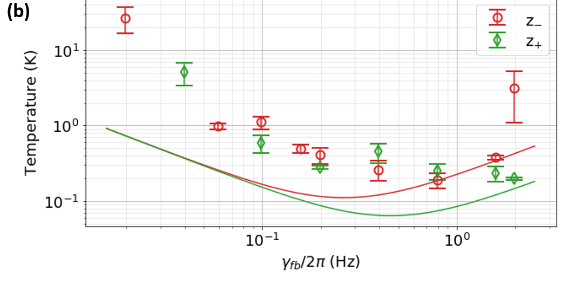 (b)
z₋
z₊
Temperature (K)
10¹
10⁰
10⁻¹
10⁻¹ 10⁰
γ_fb/2π (Hz)